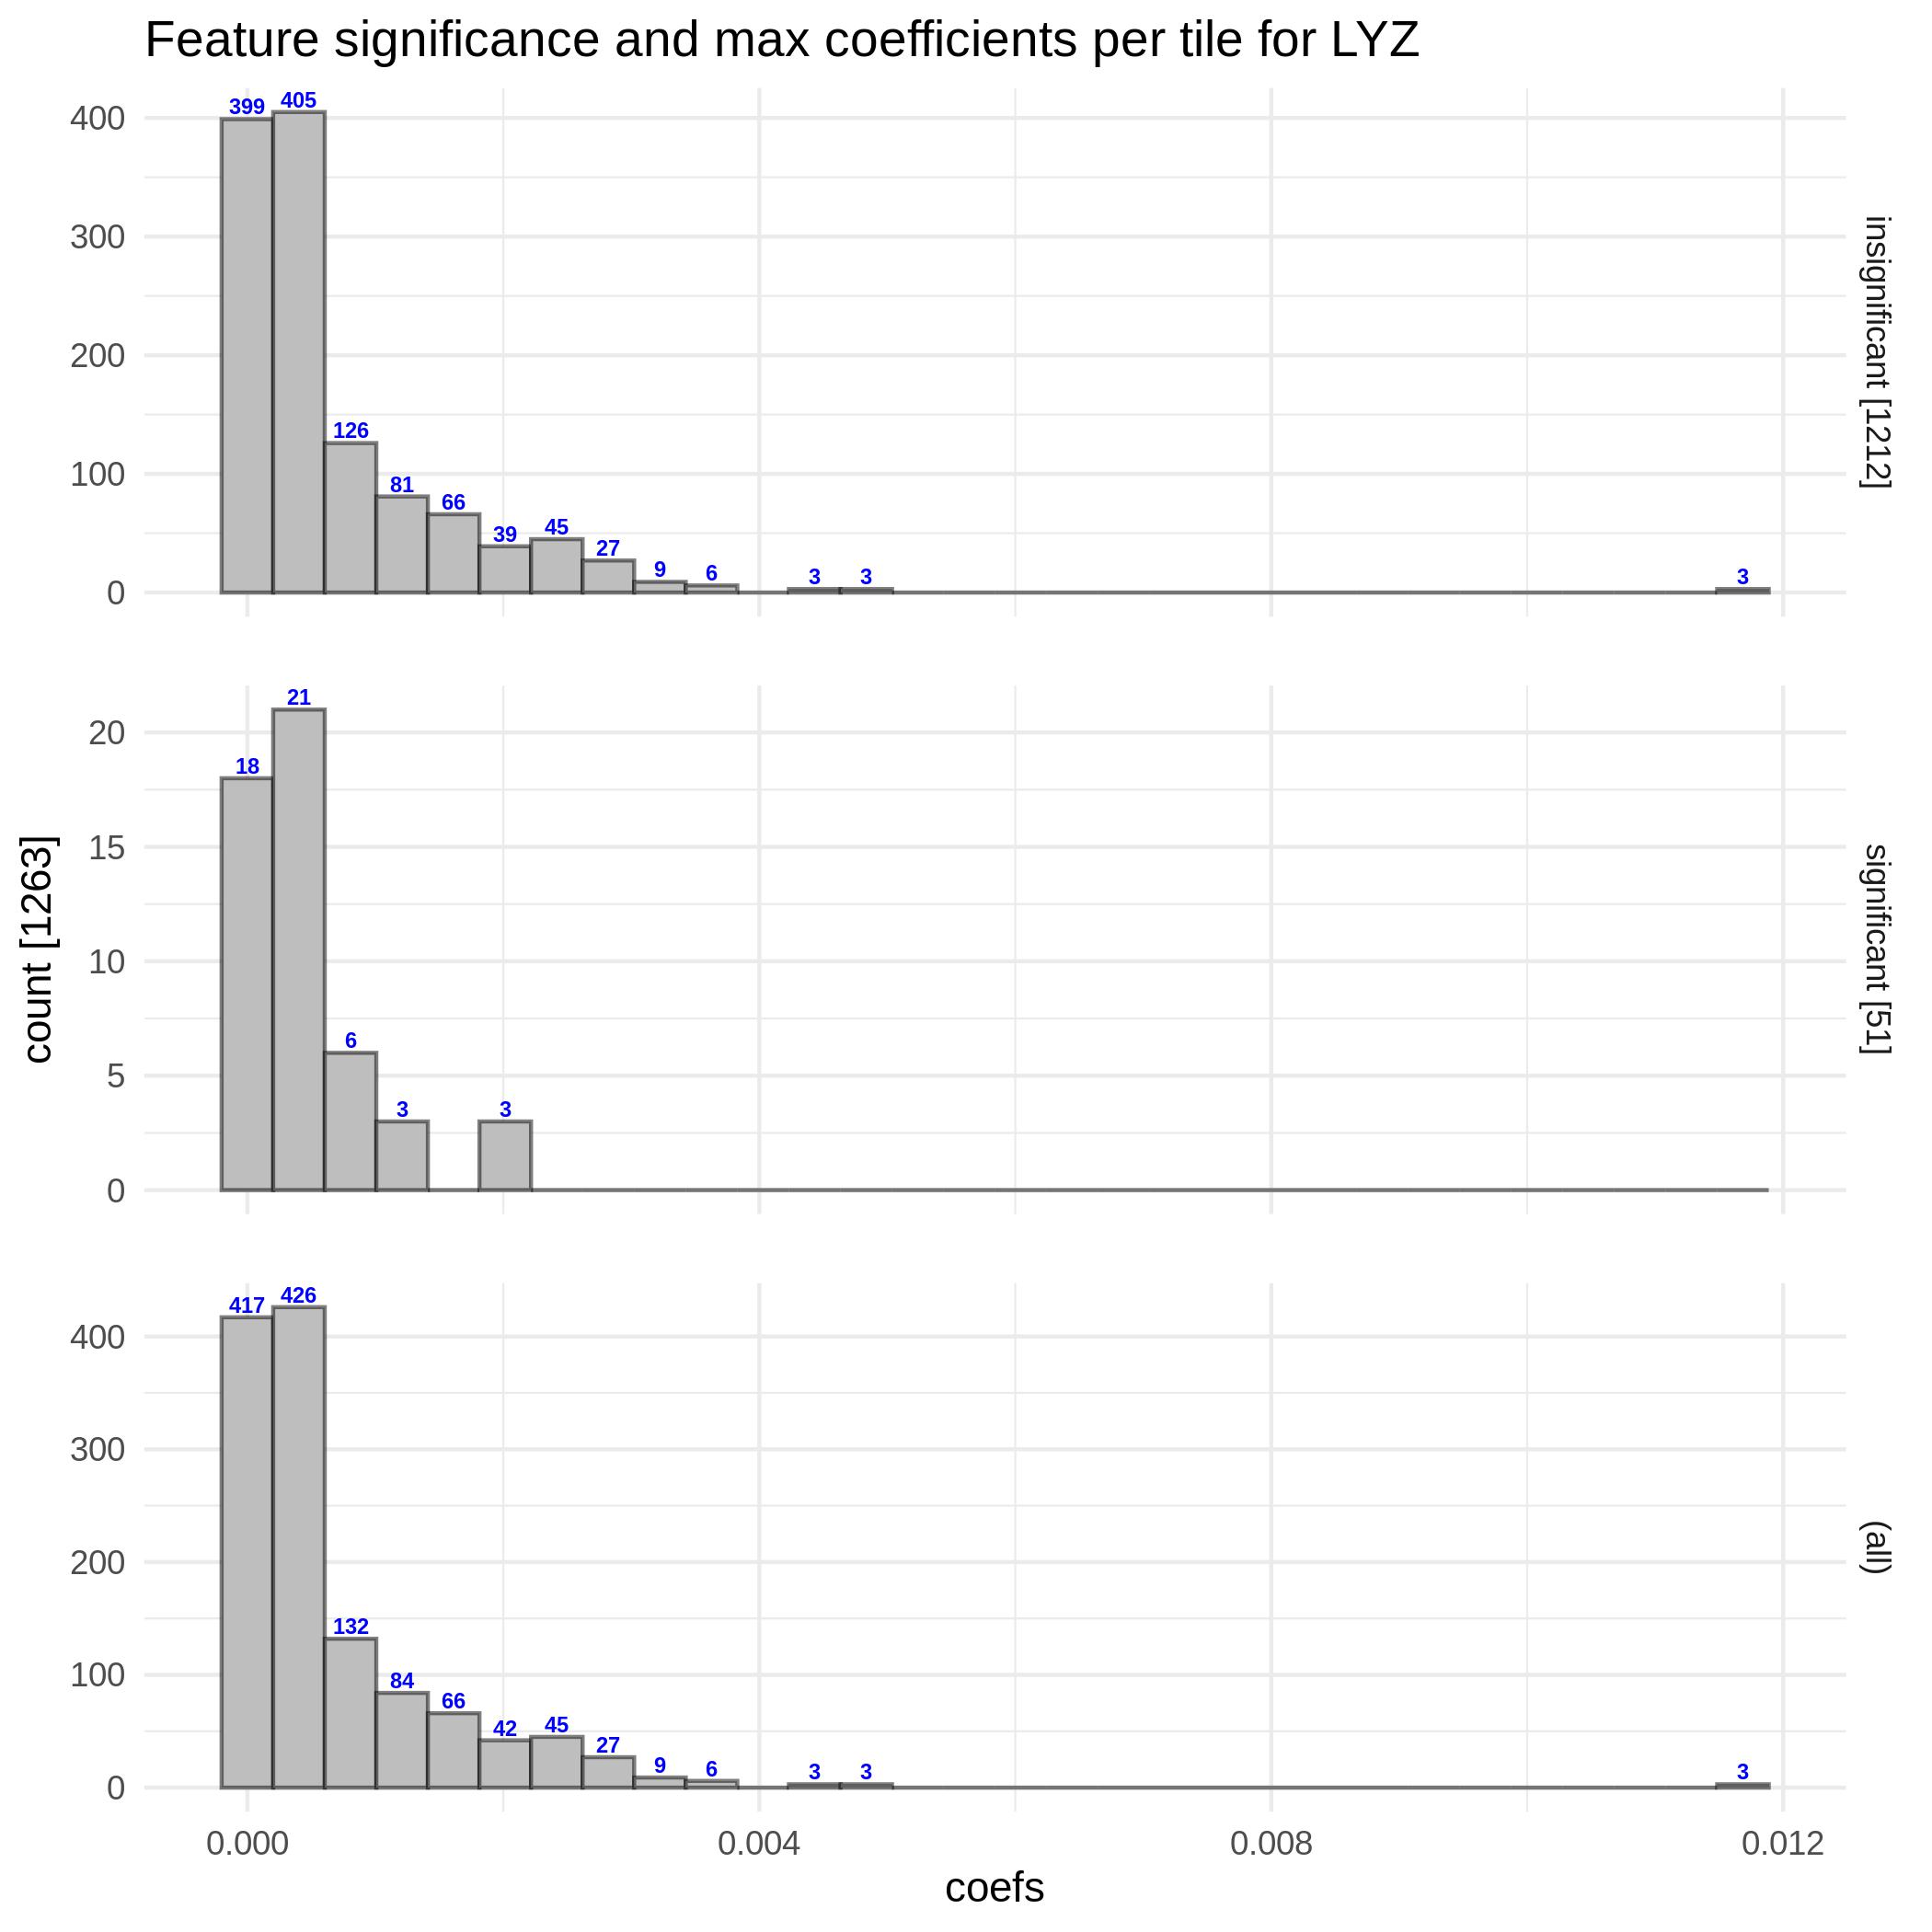 Feature significance and max coefficients per tile for LYZ
399 405 126 81 66 39 45 27 9 6 3 3 3
400
300
200
100
0
insignificant [1212]
18 21 6 3 3
20
15
10
5
0
significant [51]
count [1263]
417 426 132 84 66 42 45 27 9 6 3 3 3
400
300
200
100
0
(all)
0.000 0.004 0.008 0.012
coefs